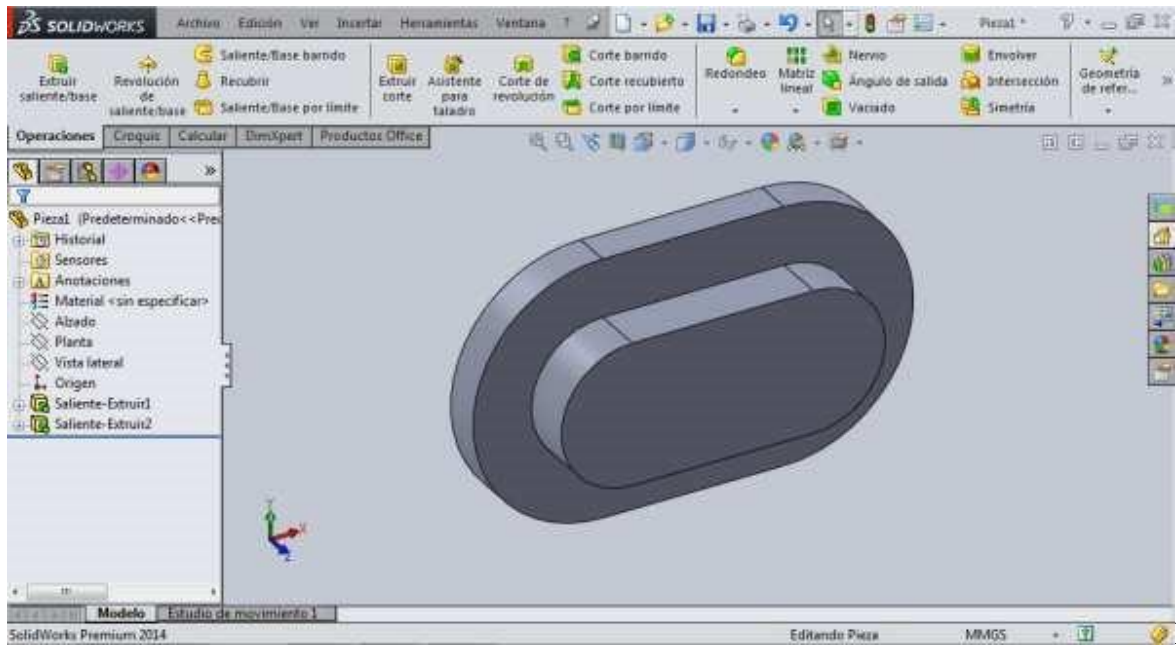 SOLIDWORKS Archivo Edición Ver Insertar Herramientas Ventana ? Pieza1 *
Extruir saliente/base
Revolución de saliente/base
Saliente/Base barrido
Recubrir
Saliente/Base por límite
Extruir corte
Asistente para taladro
Corte de revolución
Corte barrido
Corte recubierto
Corte por límite
Redondeo
Matriz lineal
Nervio
Ángulo de salida
Vaciado
Envolver
Intersección
Simetría
Geometría de refer...
Operaciones Croquis Calcular DimXpert Productos Office
Pieza1 (Predeterminado<<Pre
Historial
Sensores
Anotaciones
Material <sin especificar>
Alzado
Planta
Vista lateral
Origen
Saliente-Extruir1
Saliente-Extruir2
Y
X
Z
Modelo Estudio de movimiento 1
SolidWorks Premium 2014 Editando Pieza MMGS